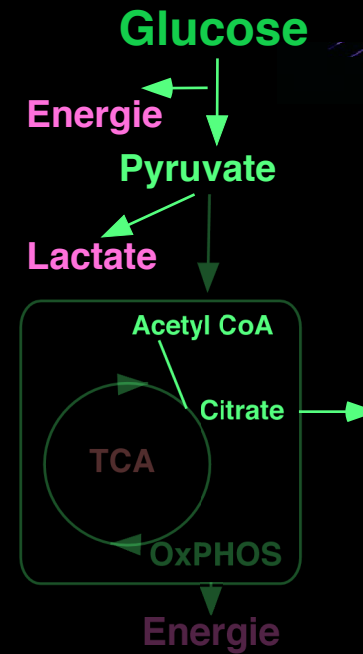 Glucose
Energie
Pyruvate
Lactate
Acetyl CoA
Citrate
TCA
OxPHOS
Energie